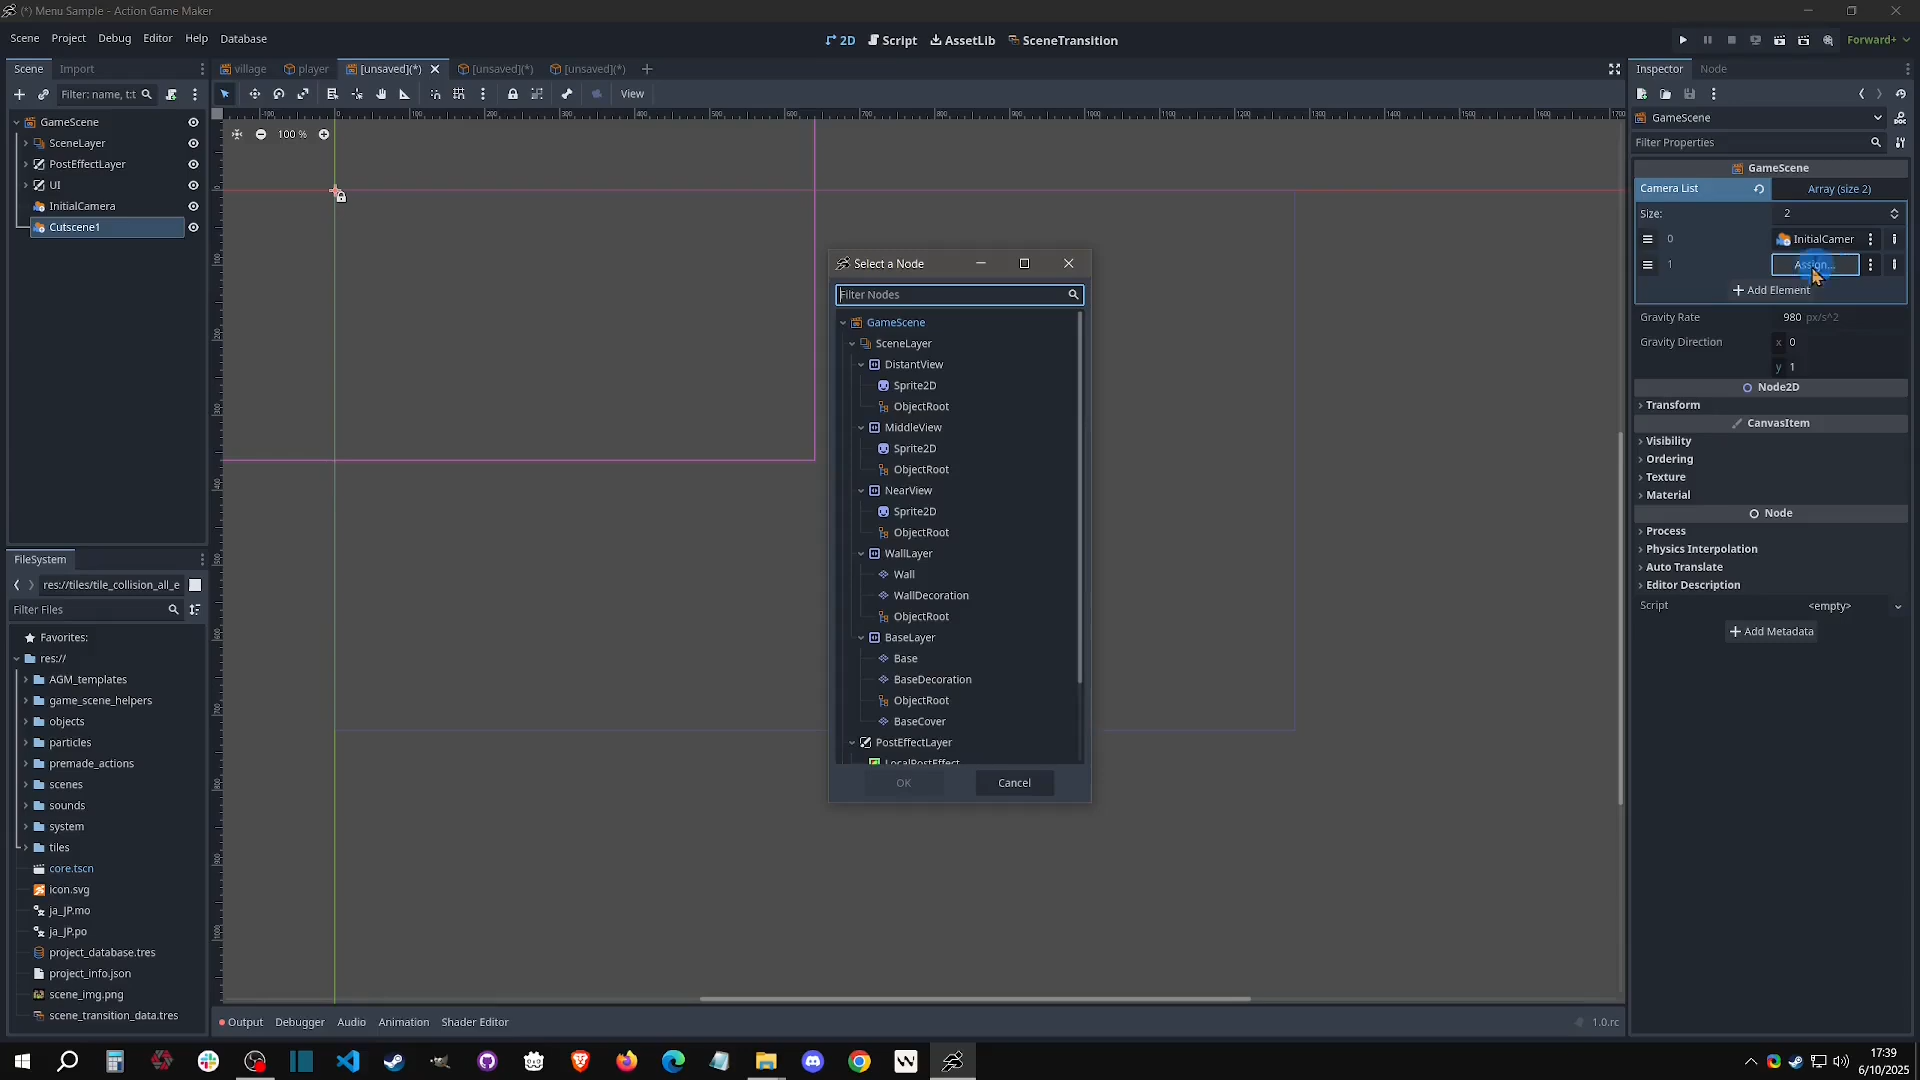 (*) Menu Sample - Action Game Maker
Scene Project Debug Editor Help Database
2D Script AssetLib SceneTransition
Forward+
Scene Import
village player [unsaved](*) [unsaved](*) [unsaved](*)
Inspector Node
Filter: name, t:t
View
GameScene
100 %
GameScene
SceneLayer
PostEffectLayer
UI
InitialCamera
Cutscene1
Filter Properties
GameScene
Camera List Array (size 2)
Size: 2
0 InitialCamer
1 Assign...
Add Element
Gravity Rate 980 px/s^2
Gravity Direction x 0
y 1
Node2D
Transform
CanvasItem
Visibility
Ordering
Texture
Material
Node
Process
Physics Interpolation
Auto Translate
Editor Description
Script <empty>
Add Metadata
Select a Node
Filter Nodes
GameScene
SceneLayer
DistantView
Sprite2D
ObjectRoot
MiddleView
Sprite2D
ObjectRoot
NearView
Sprite2D
ObjectRoot
WallLayer
Wall
WallDecoration
ObjectRoot
BaseLayer
Base
BaseDecoration
ObjectRoot
BaseCover
PostEffectLayer
LocalPostEffect
OK Cancel
FileSystem
res://tiles/tile_collision_all_e
Filter Files
Favorites:
res://
AGM_templates
game_scene_helpers
objects
particles
premade_actions
scenes
sounds
system
tiles
core.tscn
icon.svg
ja_JP.mo
ja_JP.po
project_database.tres
project_info.json
scene_img.png
scene_transition_data.tres
Output Debugger Audio Animation Shader Editor
1.0.rc
17:39
6/10/2025